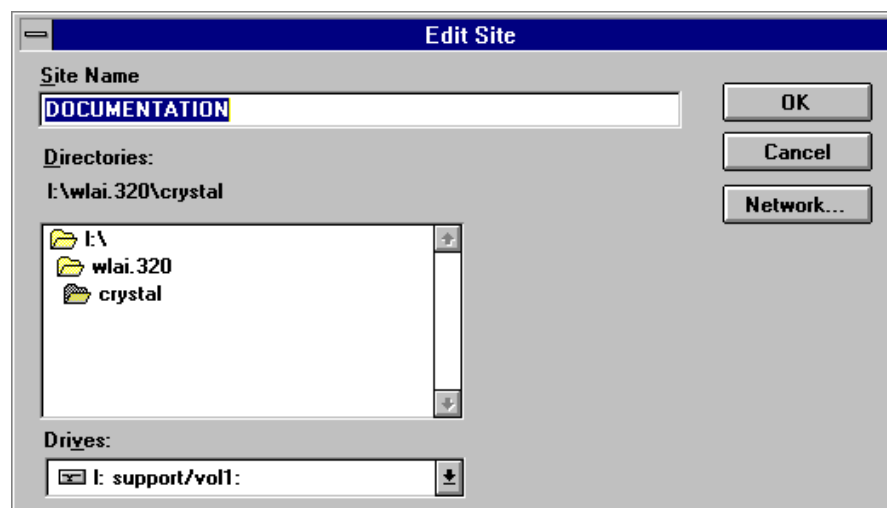 Edit Site
Site Name
DOCUMENTATION
OK
Cancel
Network...
Directories:
I:\wlai.320\crystal
I:\
wlai.320
crystal
Drives:
I: support/vol1: